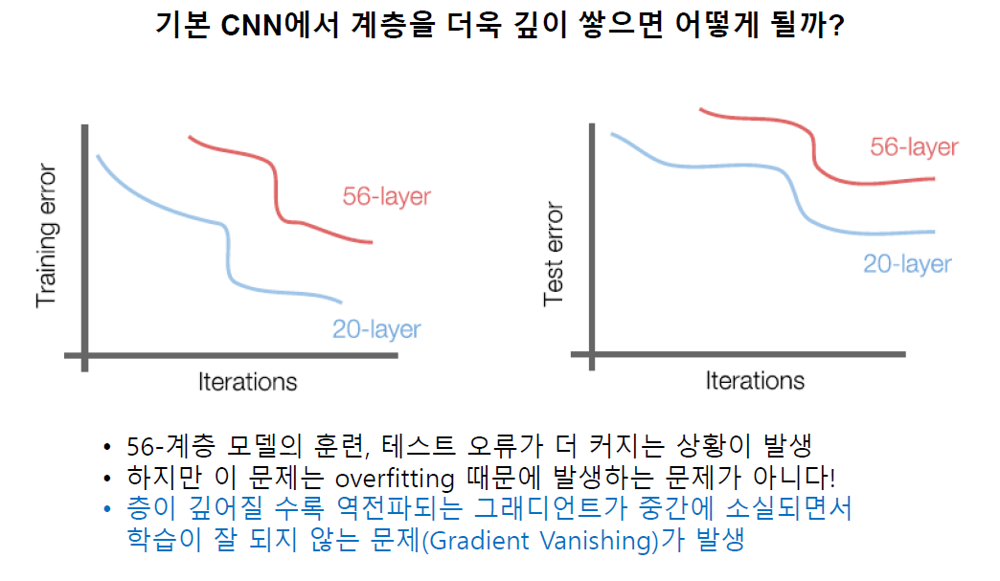 기본 CNN에서 계층을 더욱 깊이 쌓으면 어떻게 될까?
Training error
56-layer
20-layer
Iterations
Test error
56-layer
20-layer
Iterations
• 56-계층 모델의 훈련, 테스트 오류가 더 커지는 상황이 발생
• 하지만 이 문제는 overfitting 때문에 발생하는 문제가 아니다!
• 층이 깊어질 수록 역전파되는 그래디언트가 중간에 소실되면서
학습이 잘 되지 않는 문제(Gradient Vanishing)가 발생